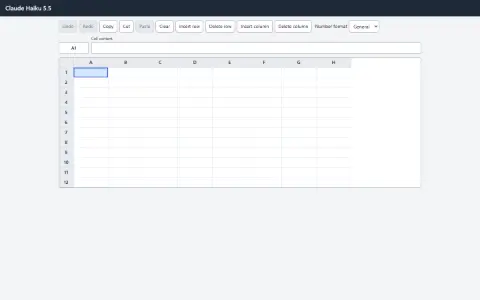 Claude Haiku 5.5
Undo Redo Copy Cut Paste Clear Insert row Delete row Insert column Delete column Number format General
Cell content
A1
A B C D E F G H
1
2
3
4
5
6
7
8
9
10
11
12